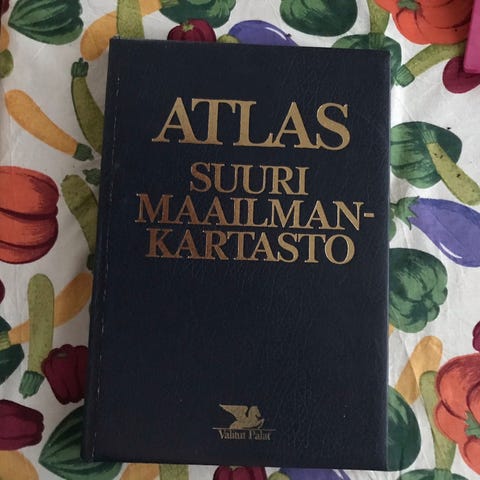 ATLAS
SUURI
MAAILMAN-
KARTASTO
Valitut Palat